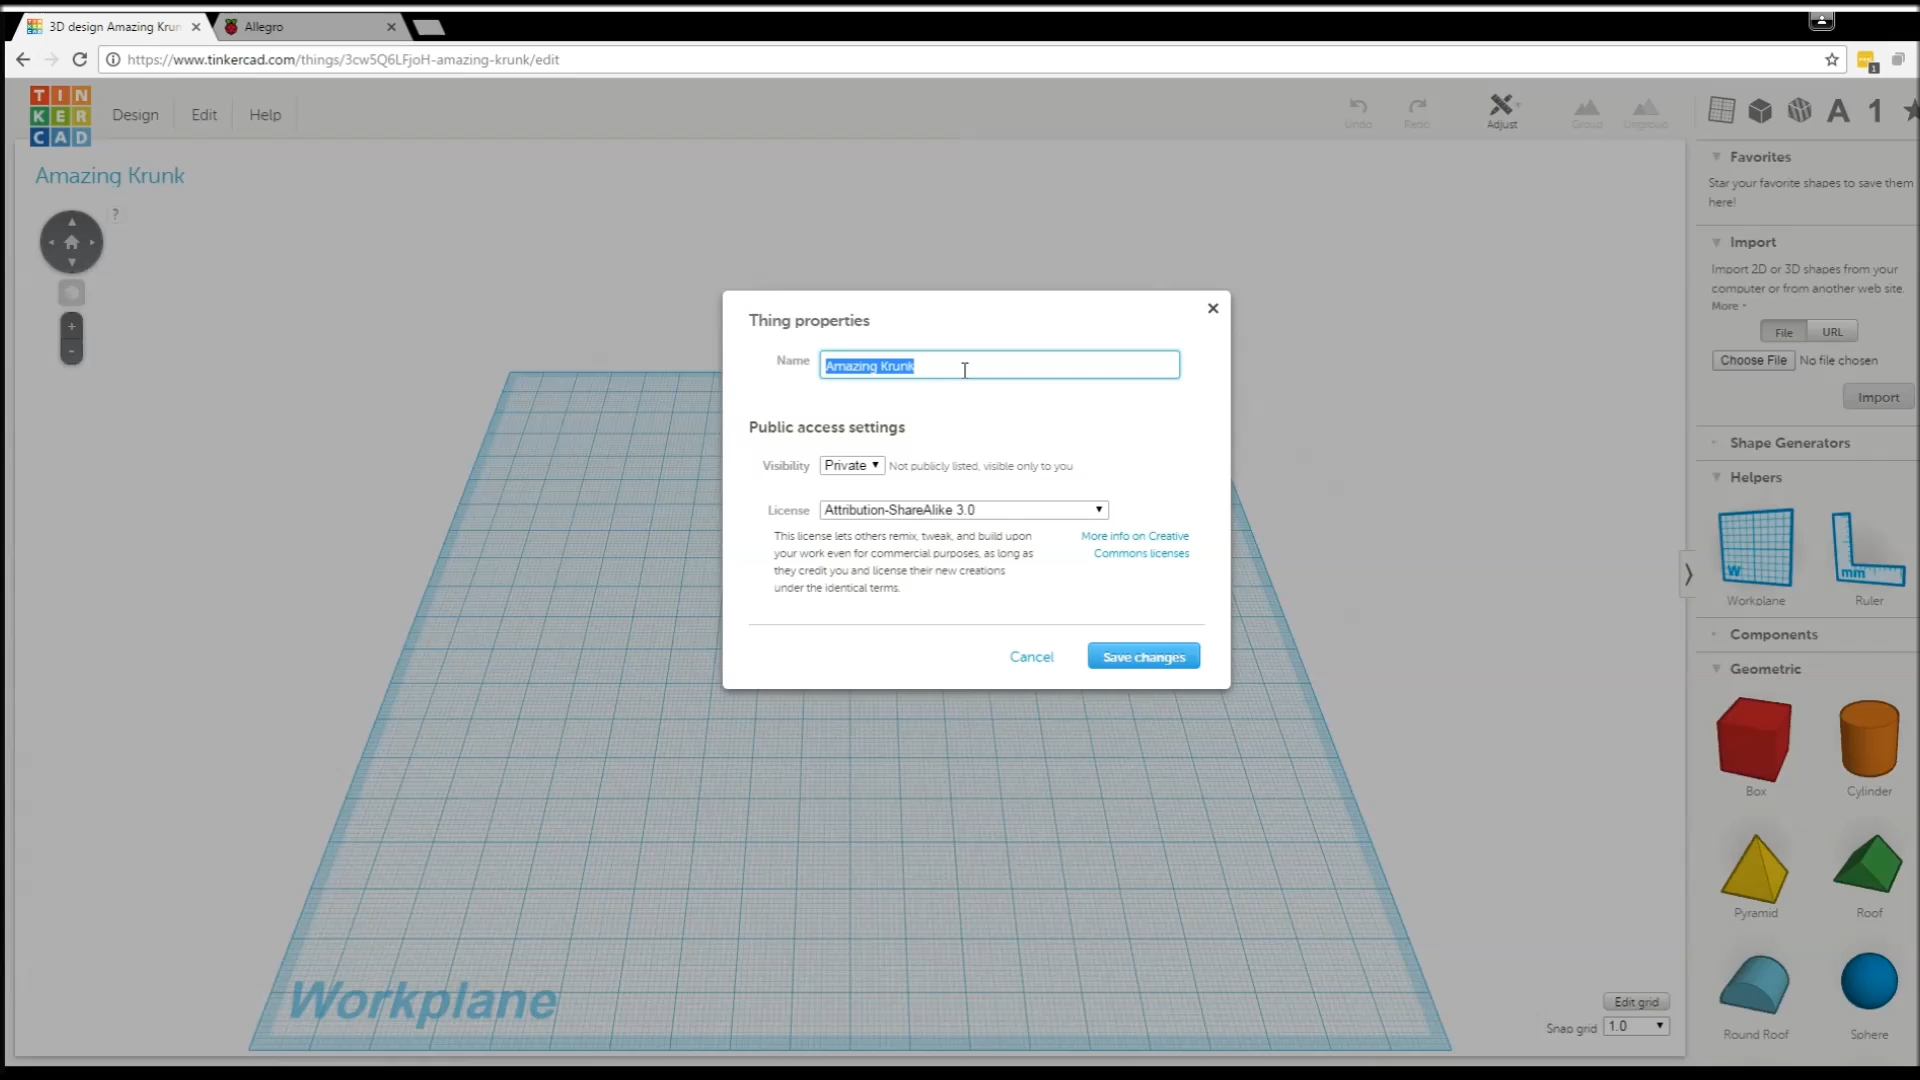 3D design Amazing Krun
Allegro
https://www.tinkercad.com/things/3cw5Q6LFjoH-amazing-krunk/edit
1
TIN
KER
CAD
Design
Edit
Help
Undo
Redo
Adjust
Group
Ungroup
A
1
Amazing Krunk
?
+
-
Favorites
Star your favorite shapes to save them
here!
Import
Import 2D or 3D shapes from your
computer or from another web site.
More
File
URL
Choose File
No file chosen
Import
Shape Generators
Helpers
W
mm
Workplane
Ruler
Components
Geometric
Box
Cylinder
Pyramid
Roof
Round Roof
Sphere
Thing properties
Name
Amazing Krunk
Public access settings
Visibility
Private
Not publicly listed, visible only to you
License
Attribution-ShareAlike 3.0
This license lets others remix, tweak, and build upon
your work even for commercial purposes, as long as
they credit you and license their new creations
under the identical terms.
More info on Creative
Commons licenses
Cancel
Save changes
Workplane
Edit grid
Snap grid
1.0